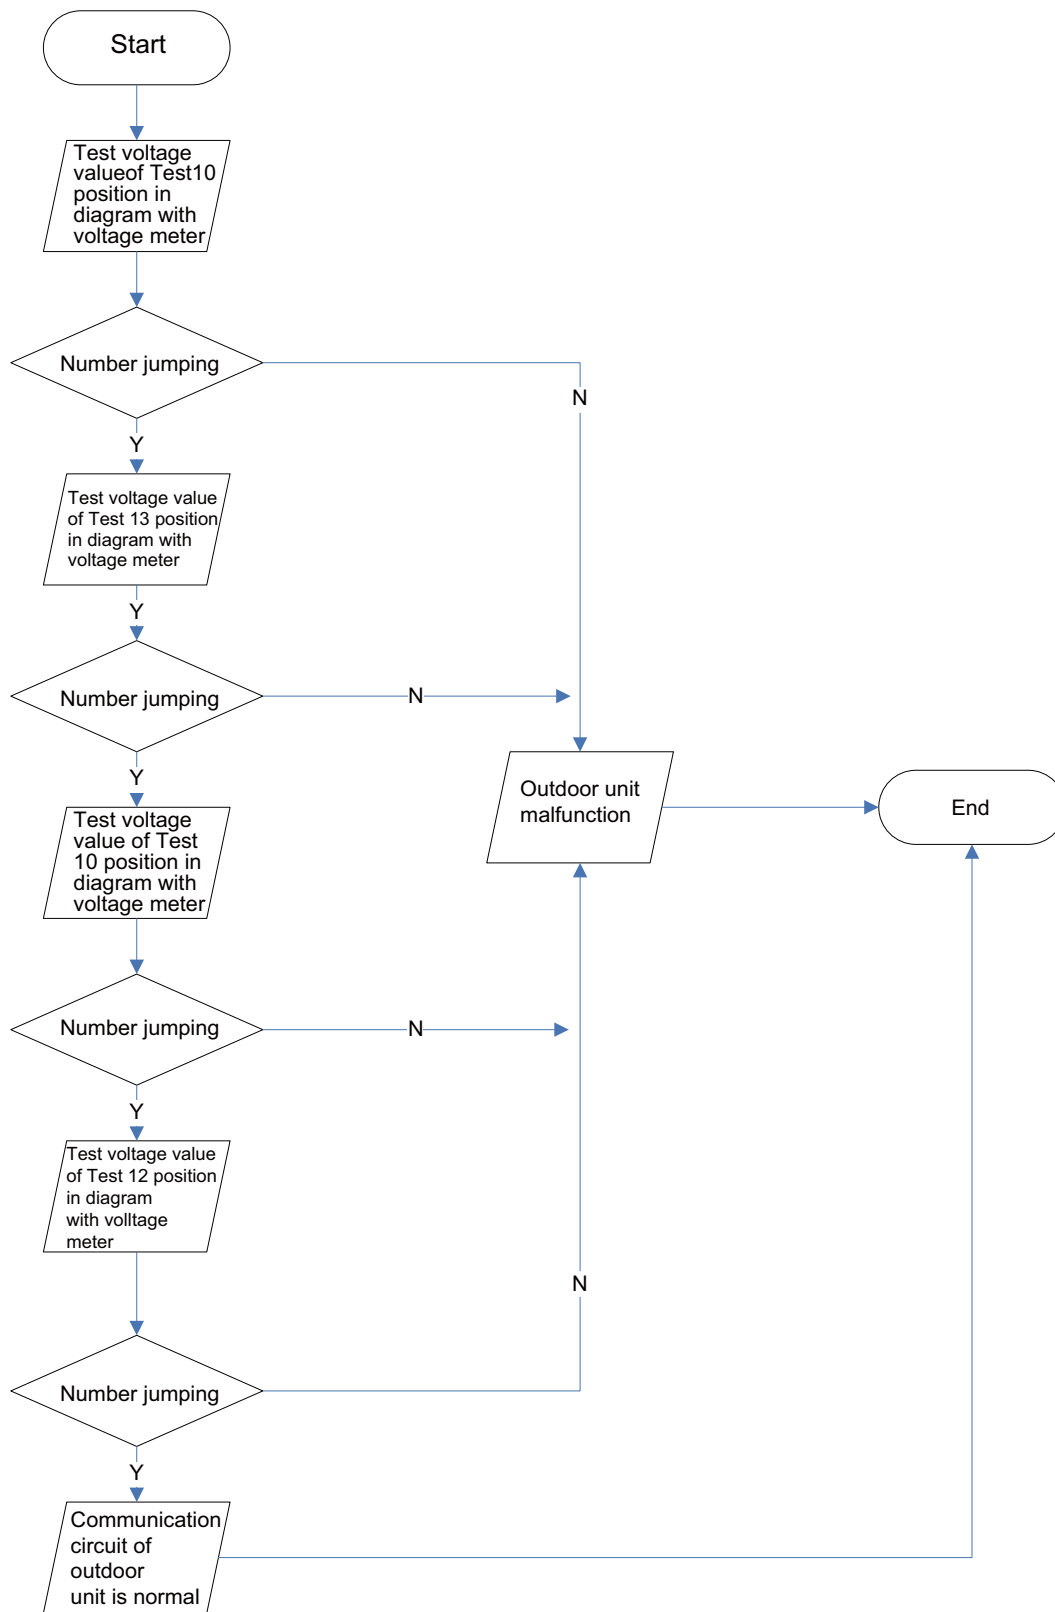 Start
Test voltage
valueof Test10
position in
diagram with
voltage meter
Number jumping
N
Y
Test voltage value
of Test 13 position
in diagram with
voltage meter
Y
Number jumping
N
Y
Test voltage
value of Test
10 position in
diagram with
voltage meter
Outdoor unit
malfunction
End
Number jumping
N
Y
Test voltage value
of Test 12 position
in diagram
with volltage
meter
N
Number jumping
Y
Communication
circuit of
outdoor
unit is normal